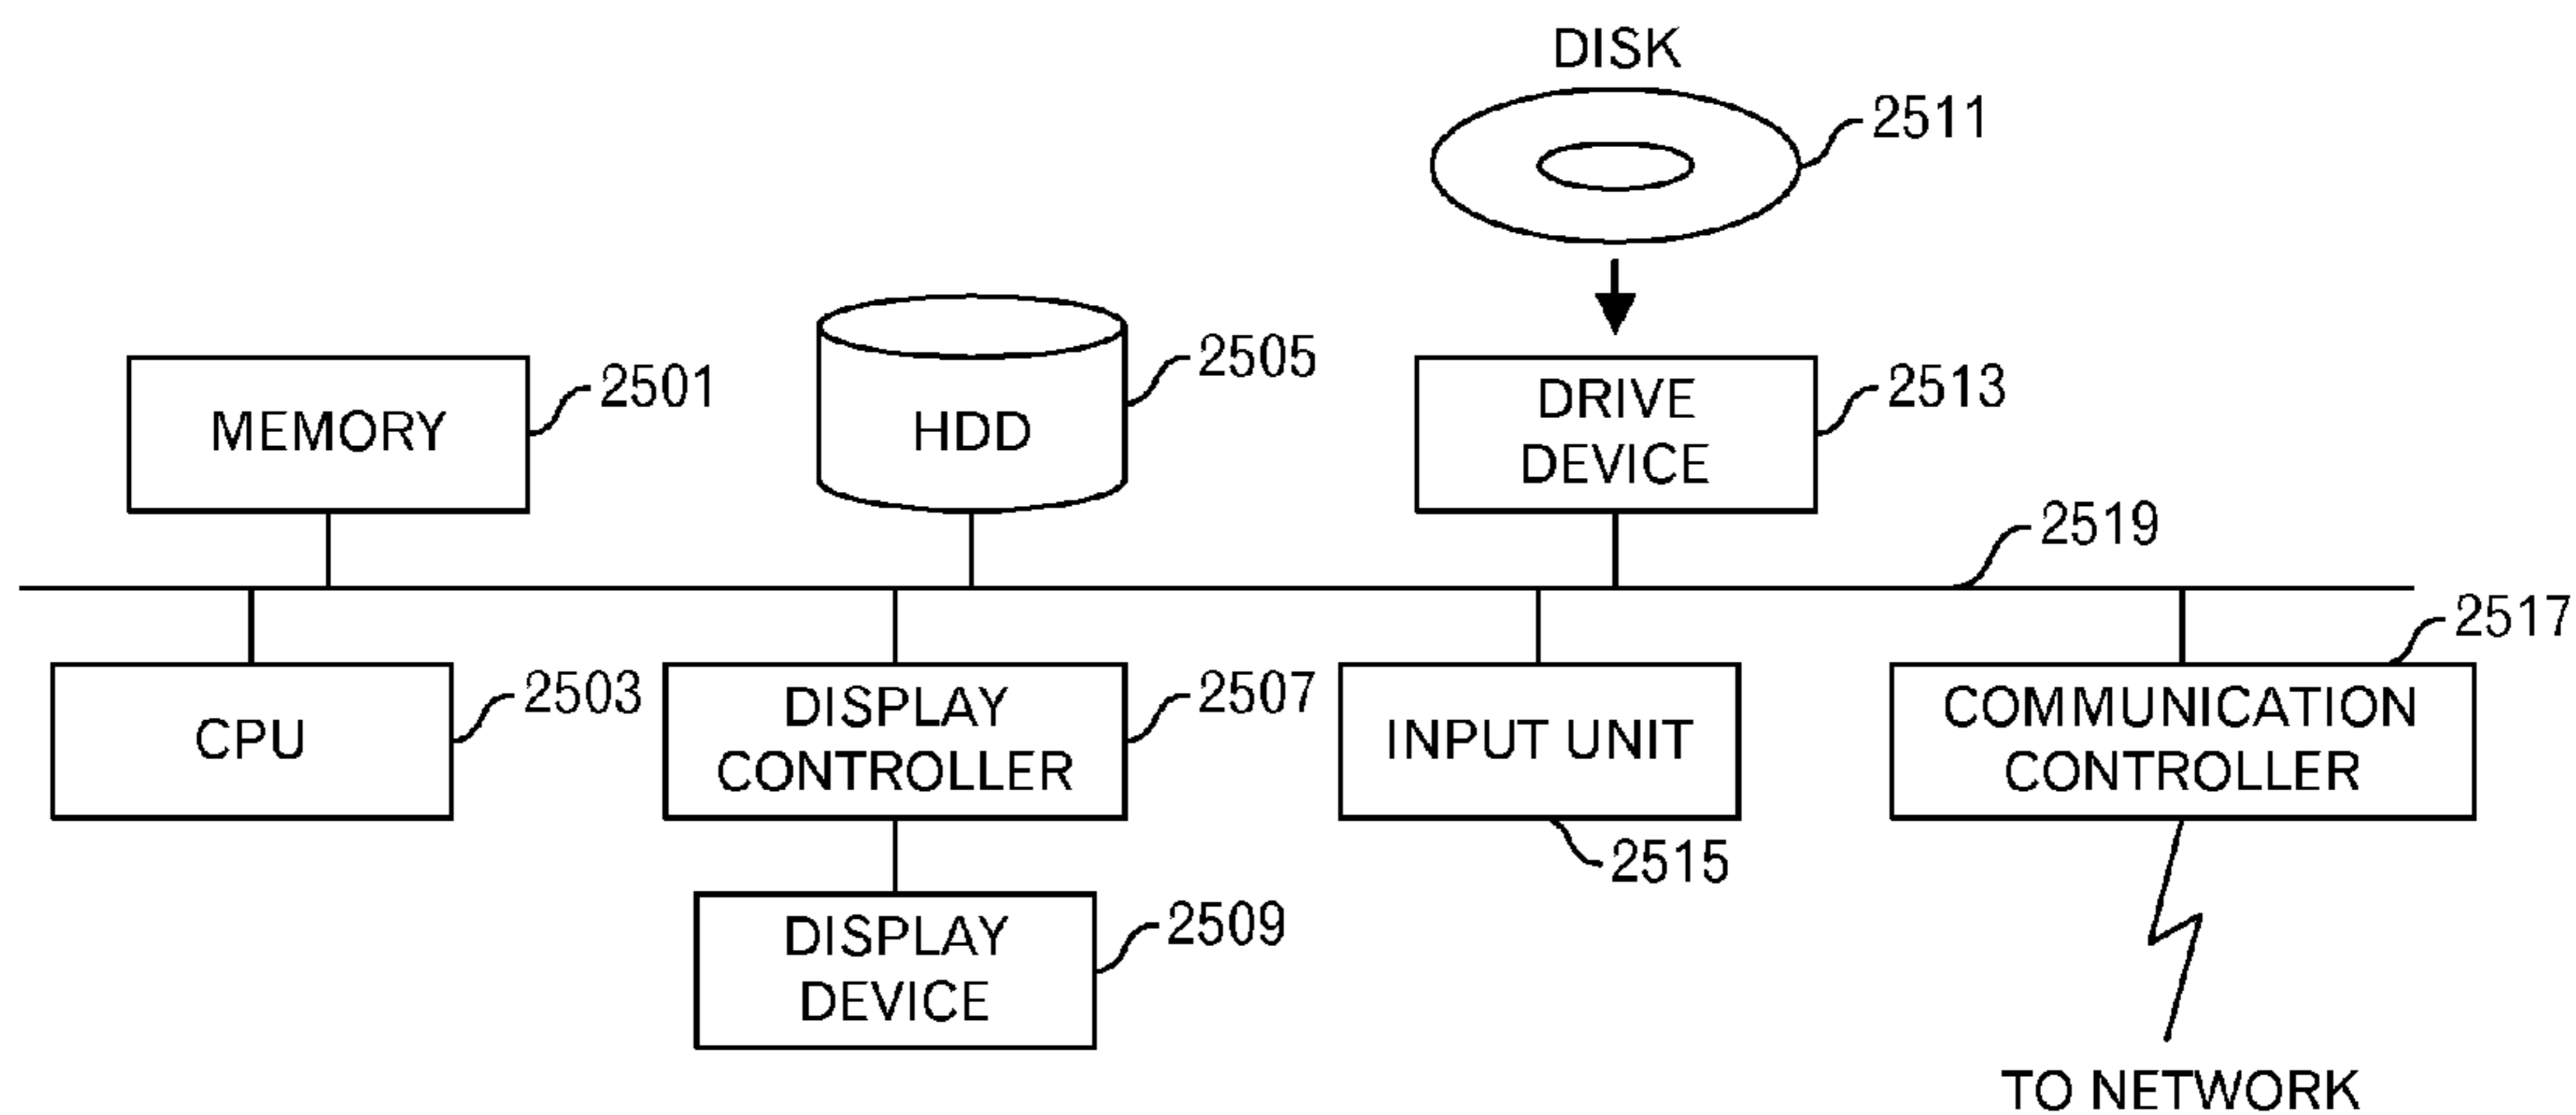 DISK
2511
2505
2501
2513
MEMORY
HDD
DRIVE
DEVICE
2519
2517
2503
2507
CPU
DISPLAY
CONTROLLER
INPUT UNIT
COMMUNICATION
CONTROLLER
2515
2509
DISPLAY
DEVICE
TO NETWORK